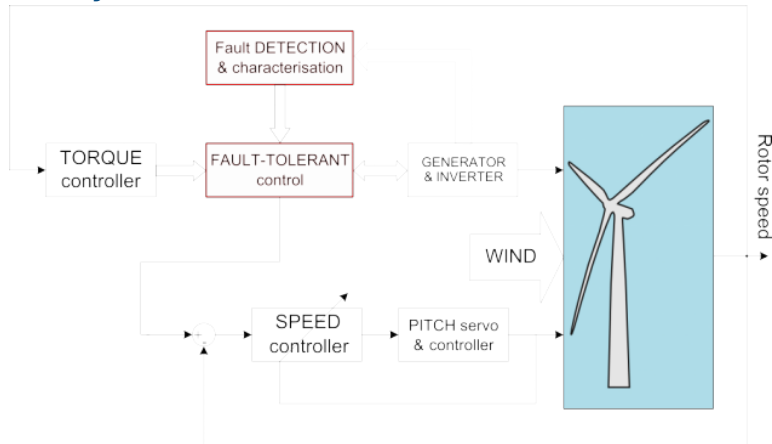 Fault DETECTION
& characterisation
TORQUE
controller
FAULT-TOLERANT
control
GENERATOR
& INVERTER
Rotor speed
WIND
SPEED
controller
PITCH servo
& controller